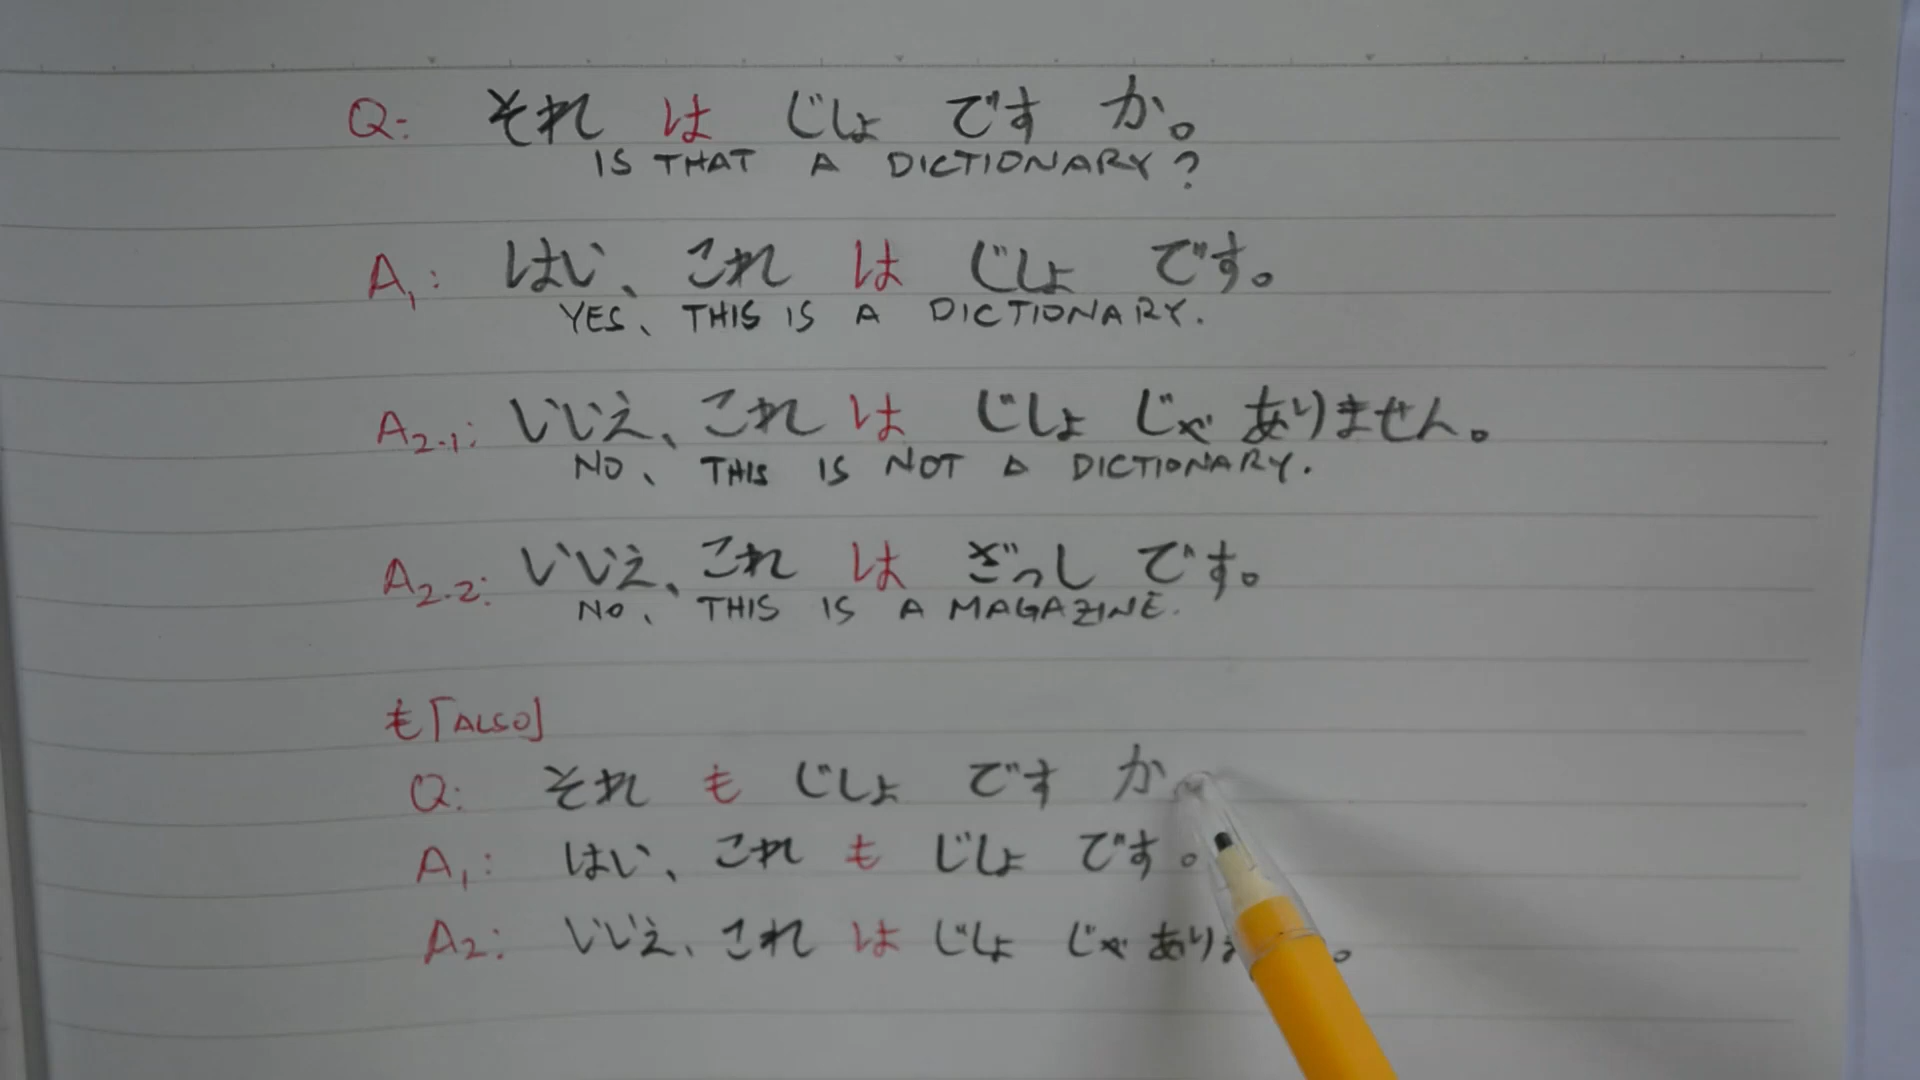 Q: それ は じしょ です か。
IS THAT A DICTIONARY?
A1: はい、これ は じしょ です。
YES、THIS IS A DICTIONARY.
A2-1: いいえ、これ は じしょ じゃ ありません。
NO、THIS IS NOT A DICTIONARY.
A2-2: いいえ、これ は ざっし です。
NO、THIS IS A MAGAZINE.
も「ALSO」
Q: それ も じしょ です か。
A1: はい、これ も じしょ です。
A2: いいえ、これ は じしょ じゃ あり